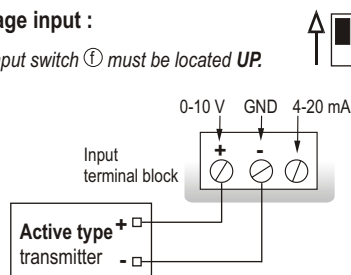 age input :
put switch ⓕ must be located UP.
0-10 V GND 4-20 mA
+ -
Input
terminal block
Active type +
transmitter -